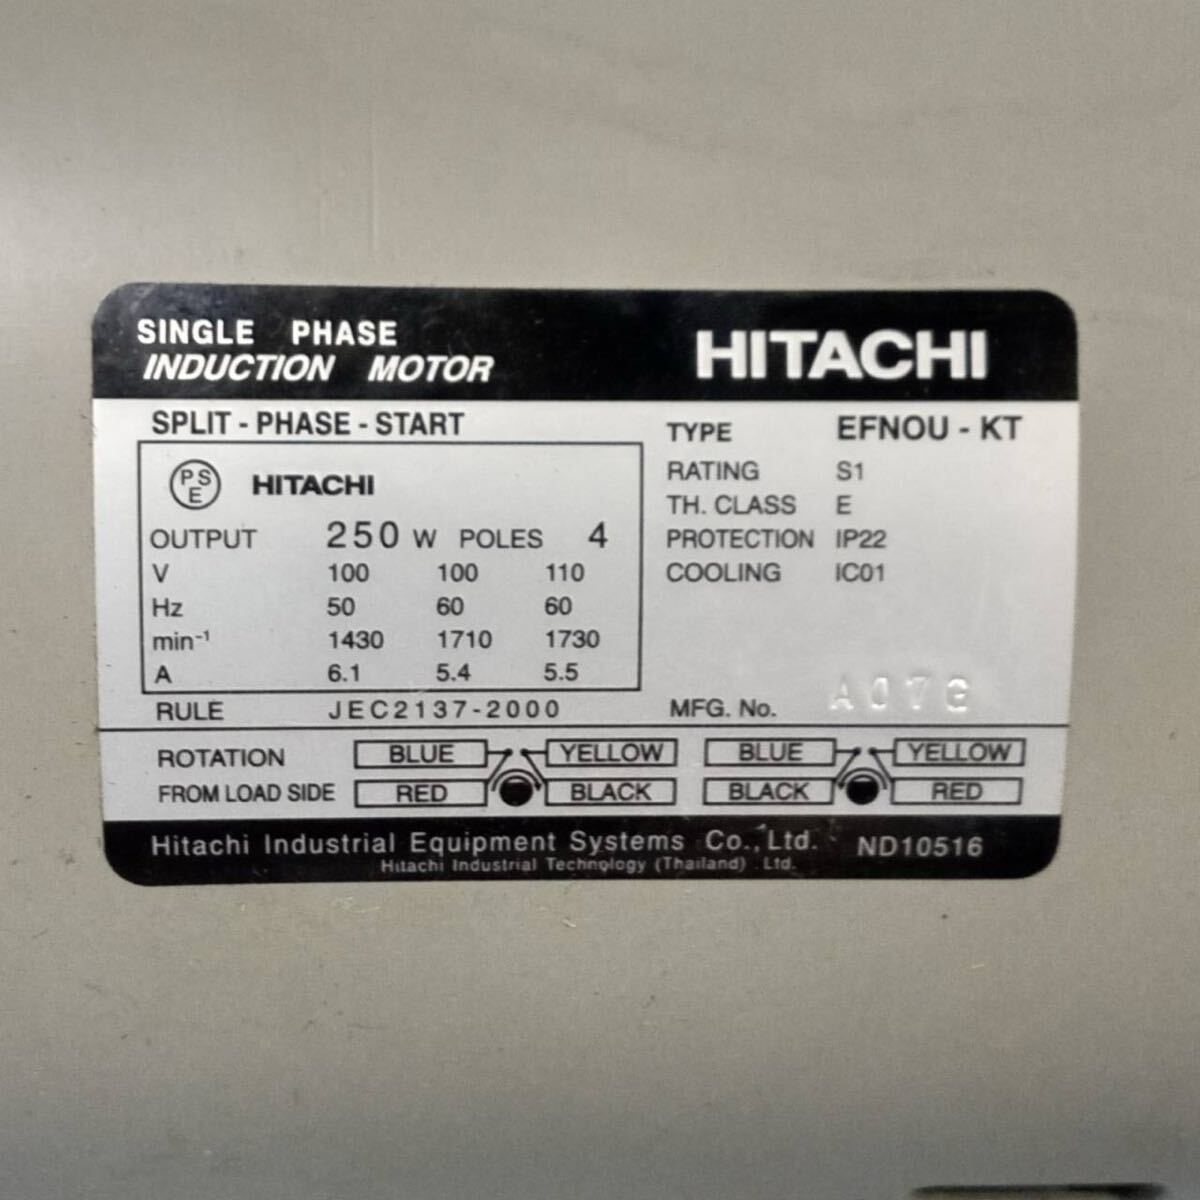 SINGLE PHASE
INDUCTION MOTOR
HITACHI
SPLIT - PHASE - START
PSE HITACHI
OUTPUT 250 W POLES 4
V 100 100 110
Hz 50 60 60
min⁻¹ 1430 1710 1730
A 6.1 5.4 5.5
RULE JEC2137-2000
TYPE EFNOU - KT
RATING S1
TH. CLASS E
PROTECTION IP22
COOLING IC01
MFG. No. A07G
ROTATION BLUE YELLOW BLUE YELLOW
FROM LOAD SIDE RED BLACK BLACK RED
Hitachi Industrial Equipment Systems Co., Ltd. ND10516
Hitachi Industrial Technology (Thailand) . Ltd.